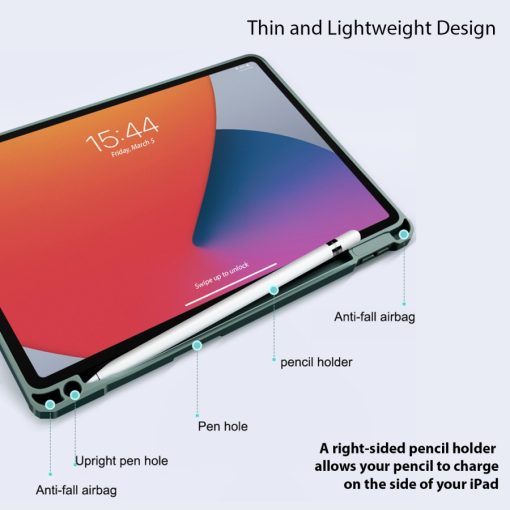 Thin and Lightweight Design
15:44
Friday, March 5
Swipe up to unlock
Anti-fall airbag
pencil holder
Pen hole
Upright pen hole
Anti-fall airbag
A right-sided pencil holder
allows your pencil to charge
on the side of your iPad